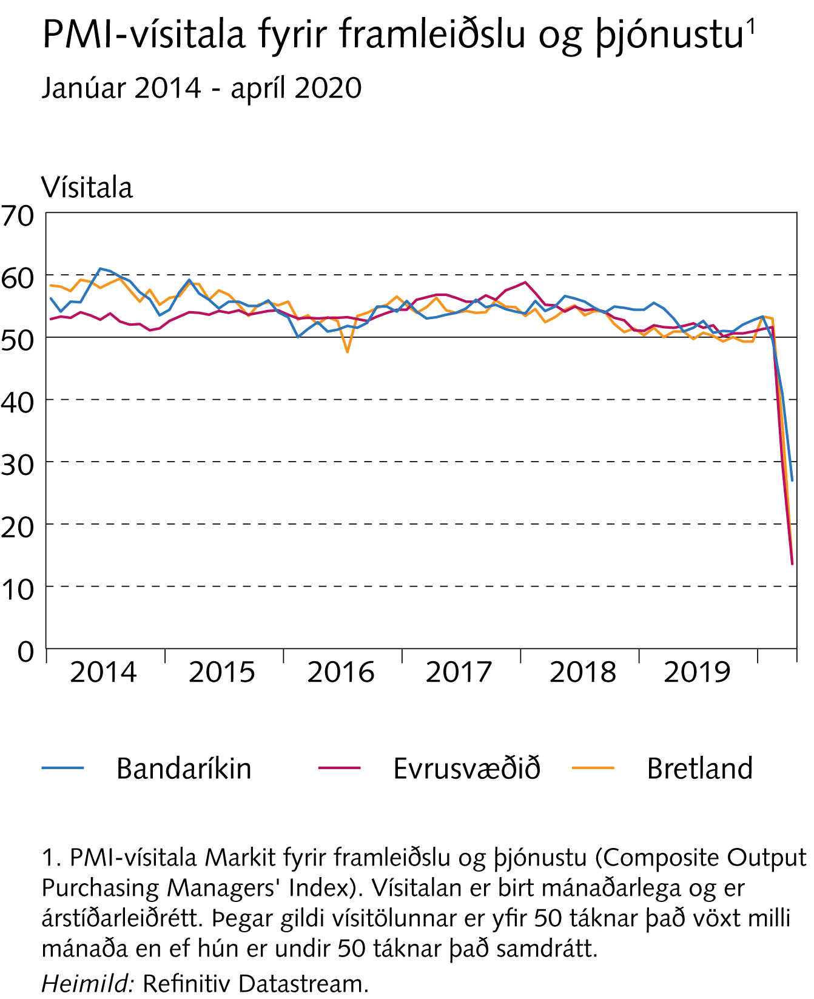 PMI-vísitala fyrir framleiðslu og þjónustu¹
Janúar 2014 - apríl 2020
Vísitala
70
60
50
40
30
20
10
0
2014 2015 2016 2017 2018 2019
Bandaríkin Evrusvæðið Bretland
1. PMI-vísitala Markit fyrir framleiðslu og þjónustu (Composite Output
Purchasing Managers' Index). Vísitalan er birt mánaðarlega og er
árstíðarleiðrétt. Þegar gildi vísitölunnar er yfir 50 táknar það vöxt milli
mánaða en ef hún er undir 50 táknar það samdrátt.
Heimild: Refinitiv Datastream.